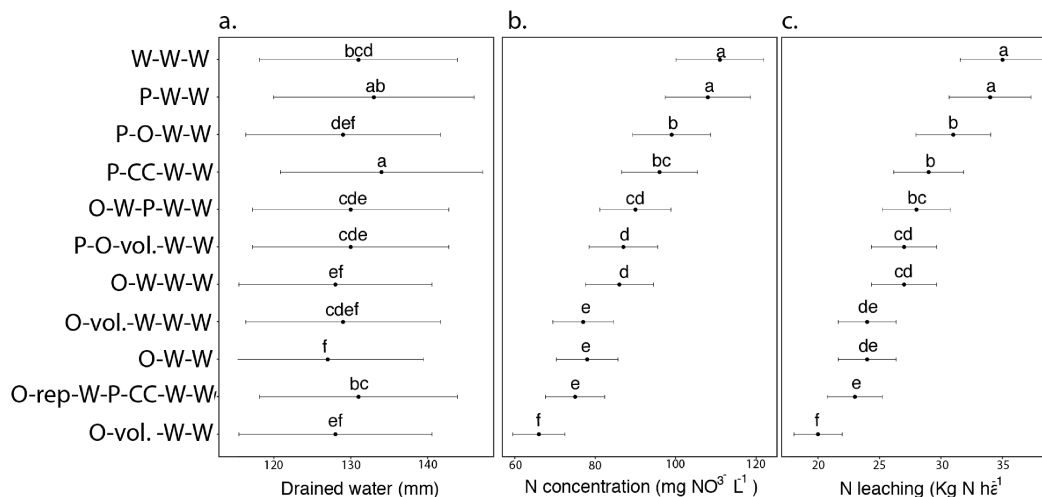 a. b. c.
W-W-W bcd a a
P-W-W ab a a
P-O-W-W def b b
P-CC-W-W a bc b
O-W-P-W-W cde cd bc
P-O-vol.-W-W cde d cd
O-W-W-W ef d cd
O-vol.-W-W-W cdef e de
O-W-W f e de
O-rep-W-P-CC-W-W bc e e
O-vol. -W-W ef f f
120 130 140 60 80 100 120 20 25 30 35
Drained water (mm) N concentration (mg NO³⁻ L⁻¹) N leaching (Kg N ha⁻¹)